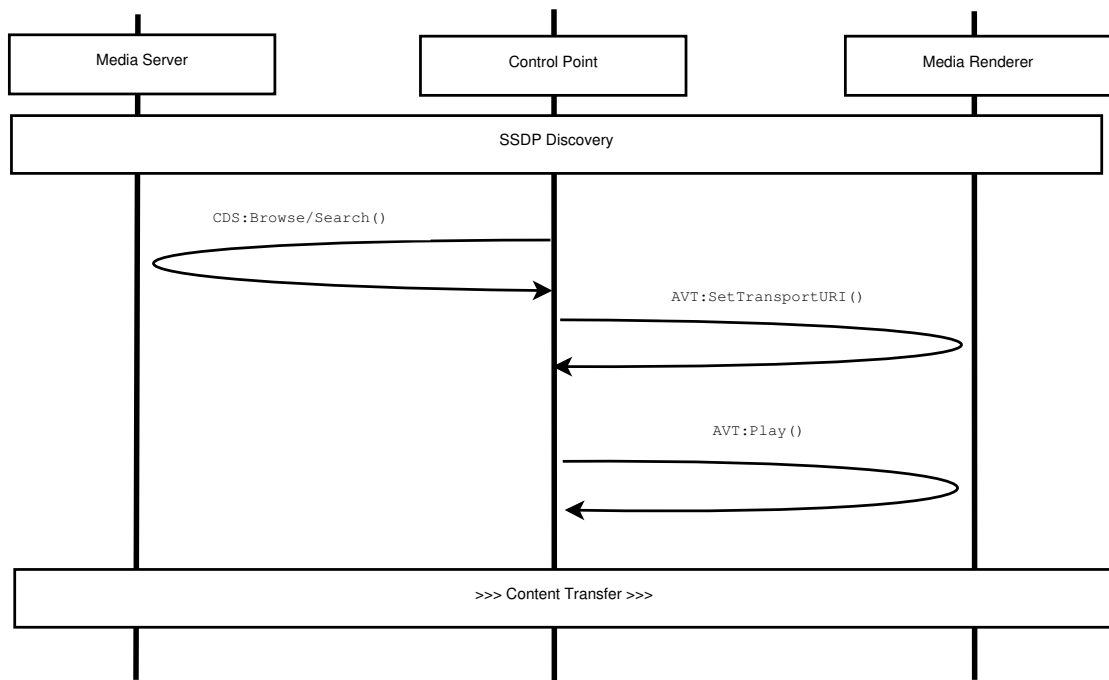 Media Server
Control Point
Media Renderer
SSDP Discovery
CDS:Browse/Search()
AVT:SetTransportURI()
AVT:Play()
>>> Content Transfer >>>